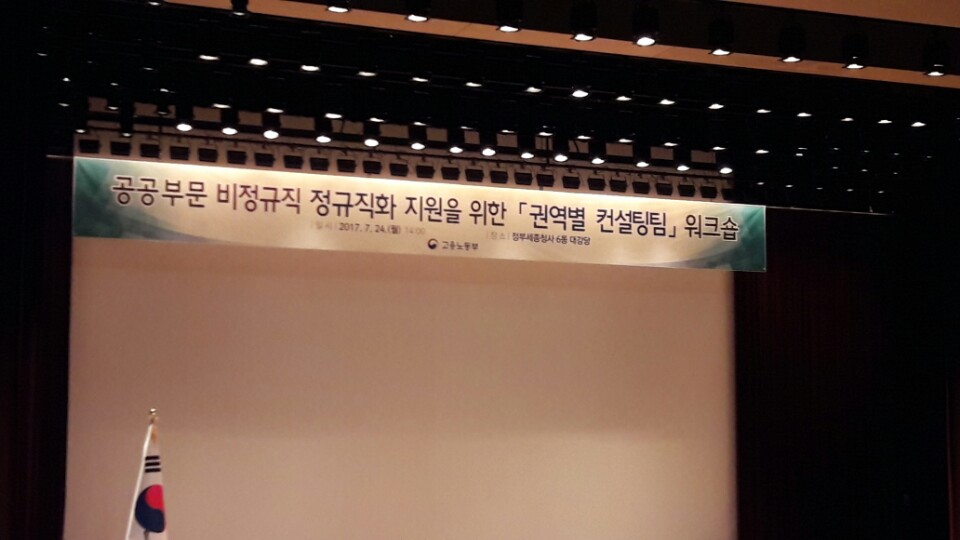 공공부문 비정규직 정규직화 지원을 위한 「권역별 컨설팅팀」 워크숍
일시 : 2017. 7. 24.(월) 14:00 장소 : 정부세종청사 6동 대강당
고용노동부